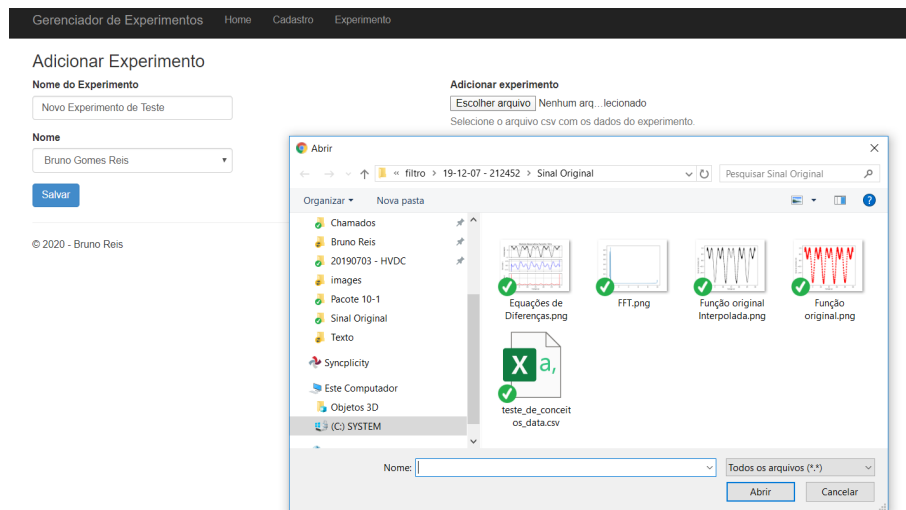 Gerenciador de Experimentos Home Cadastro Experimento
Adicionar Experimento
Nome do Experimento
Novo Experimento de Teste
Nome
Bruno Gomes Reis
Salvar
© 2020 - Bruno Reis
Adicionar experimento
Escolher arquivo Nenhum arq...lecionado
Selecione o arquivo csv com os dados do experimento.
Abrir
« filtro > 19-12-07 - 212452 > Sinal Original
Pesquisar Sinal Original
Organizar Nova pasta
Chamados
Bruno Reis
20190703 - HVDC
images
Pacote 10-1
Sinal Original
Texto
Syncplicity
Este Computador
Objetos 3D
(C:) SYSTEM
Equações de
Diferenças.png
FFT.png
Função original
Interpolada.png
Função
original.png
X a,
teste_de_conceit
os_data.csv
Nome:
Todos os arquivos (*.*)
Abrir Cancelar